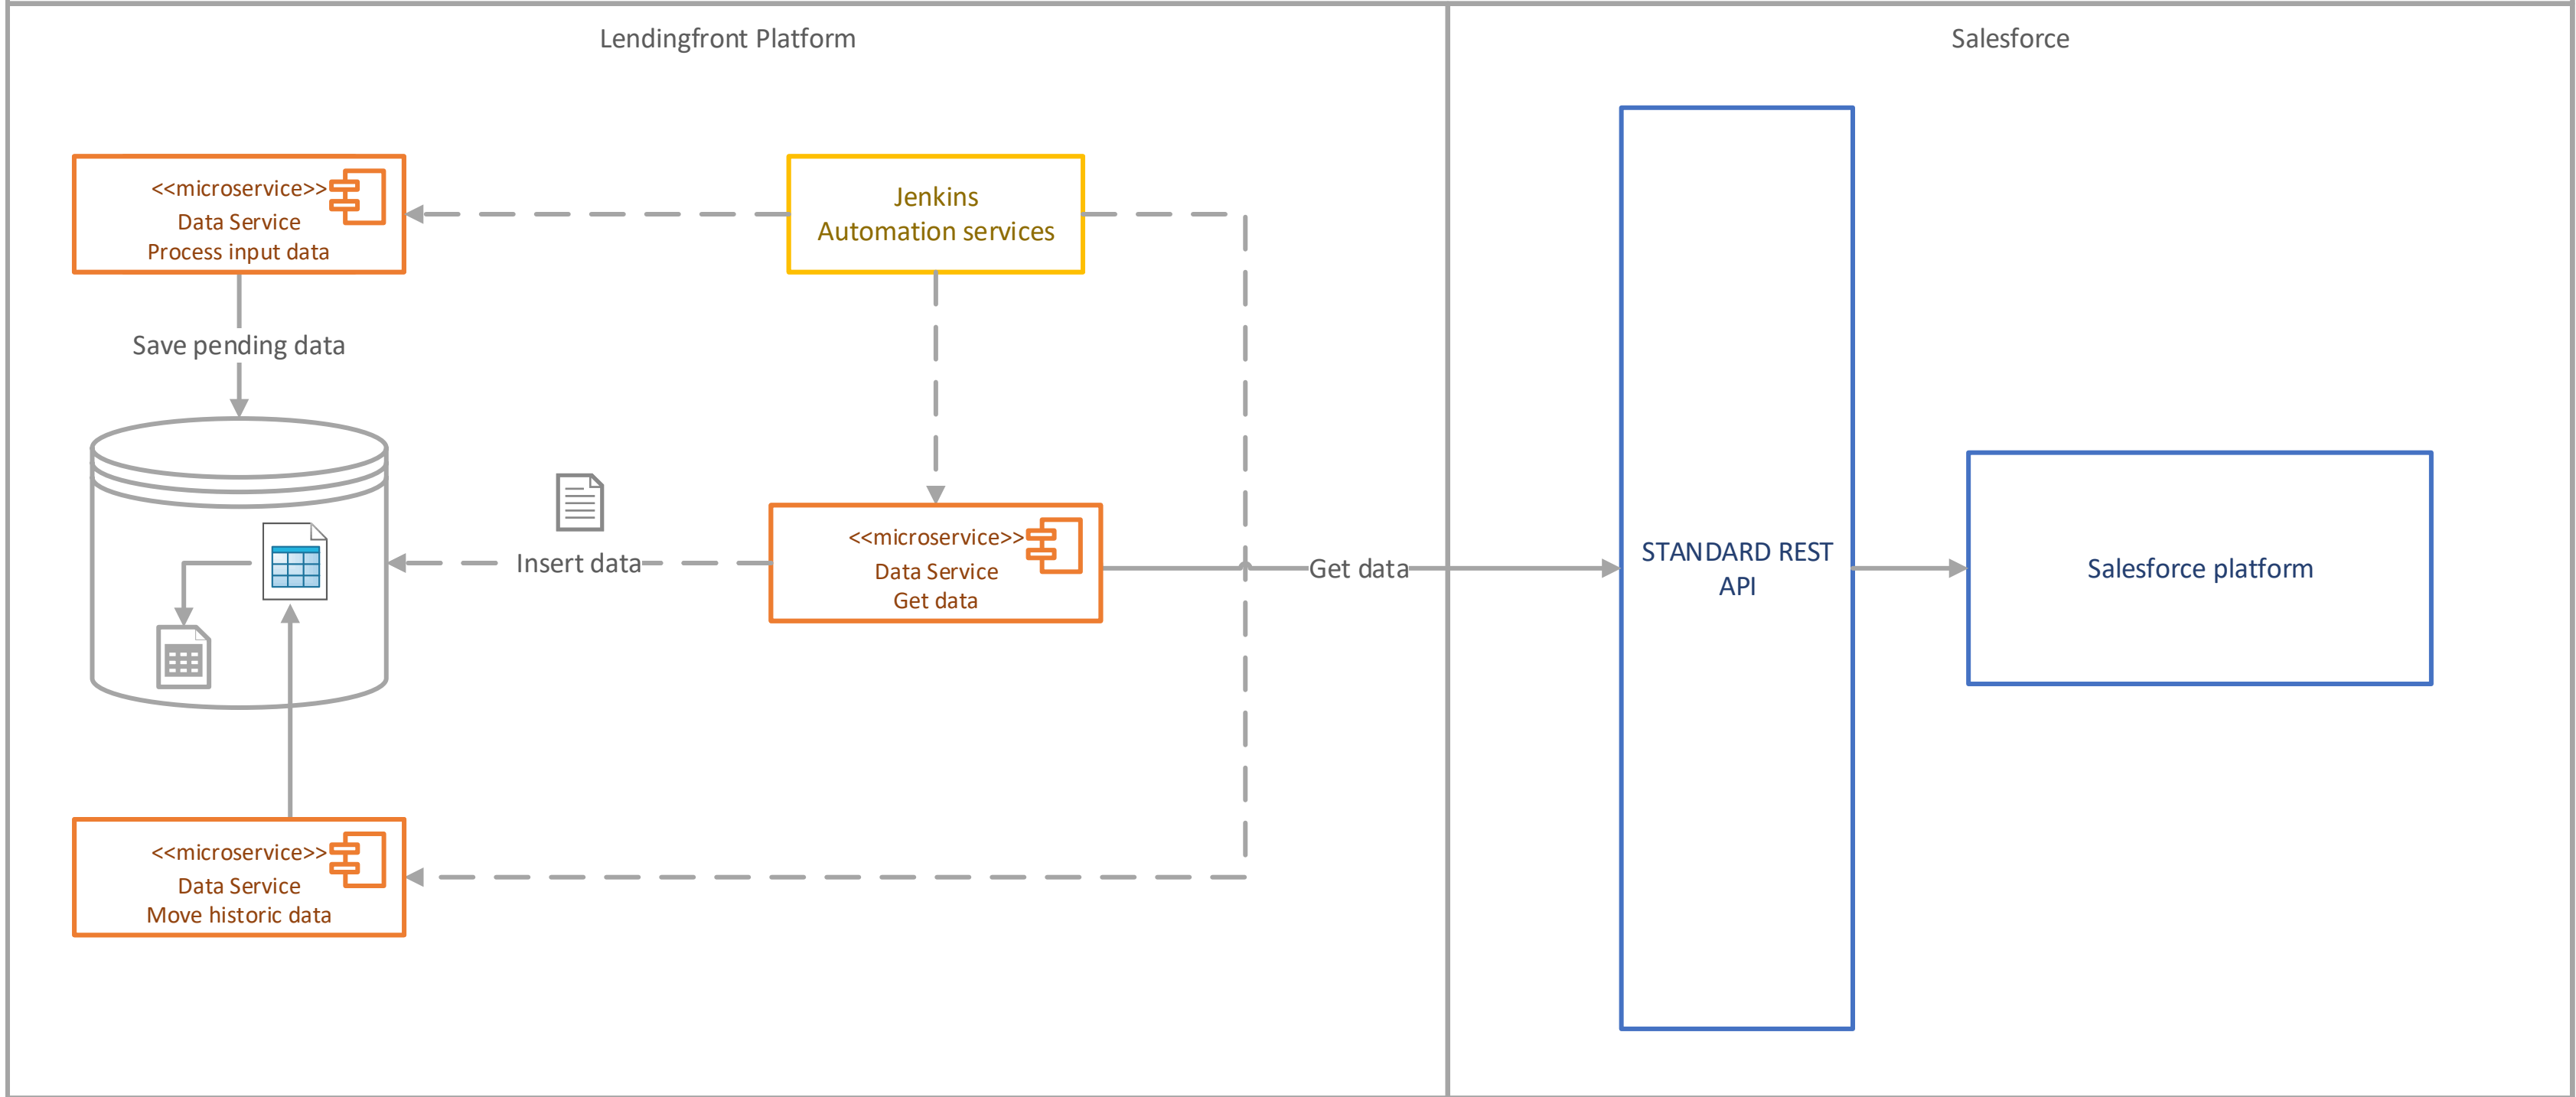 Lendingfront Platform
Salesforce
<<microservice>>
Data Service
Process input data
Jenkins
Automation services
Save pending data
Insert data
<<microservice>>
Data Service
Get data
Get data
STANDARD REST
API
Salesforce platform
<<microservice>>
Data Service
Move historic data